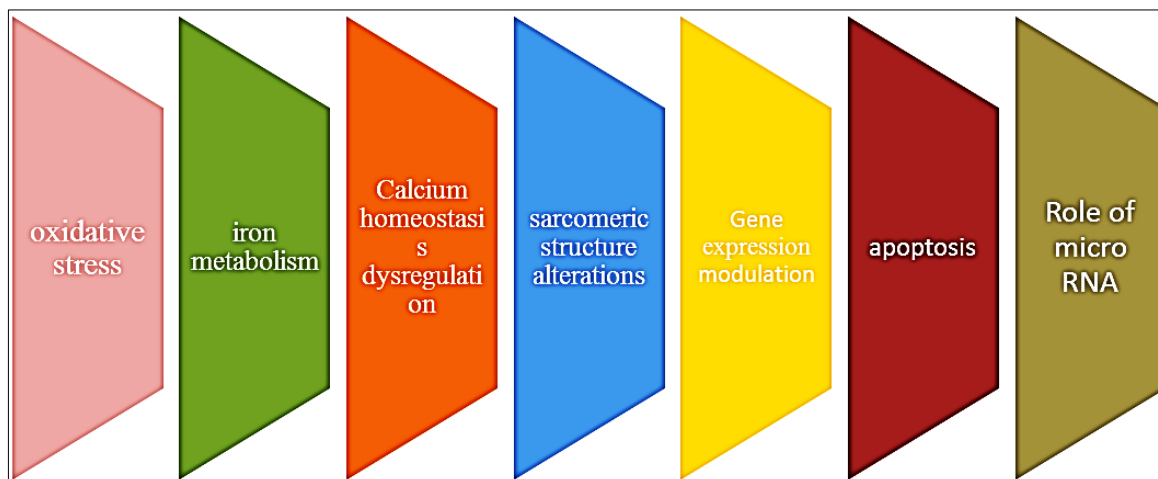 oxidative
stress
iron
metabolism
Calcium
homeostasi
s
dysregulati
on
sarcomeric
structure
alterations
Gene
expression
modulation
apoptosis
Role of
micro
RNA